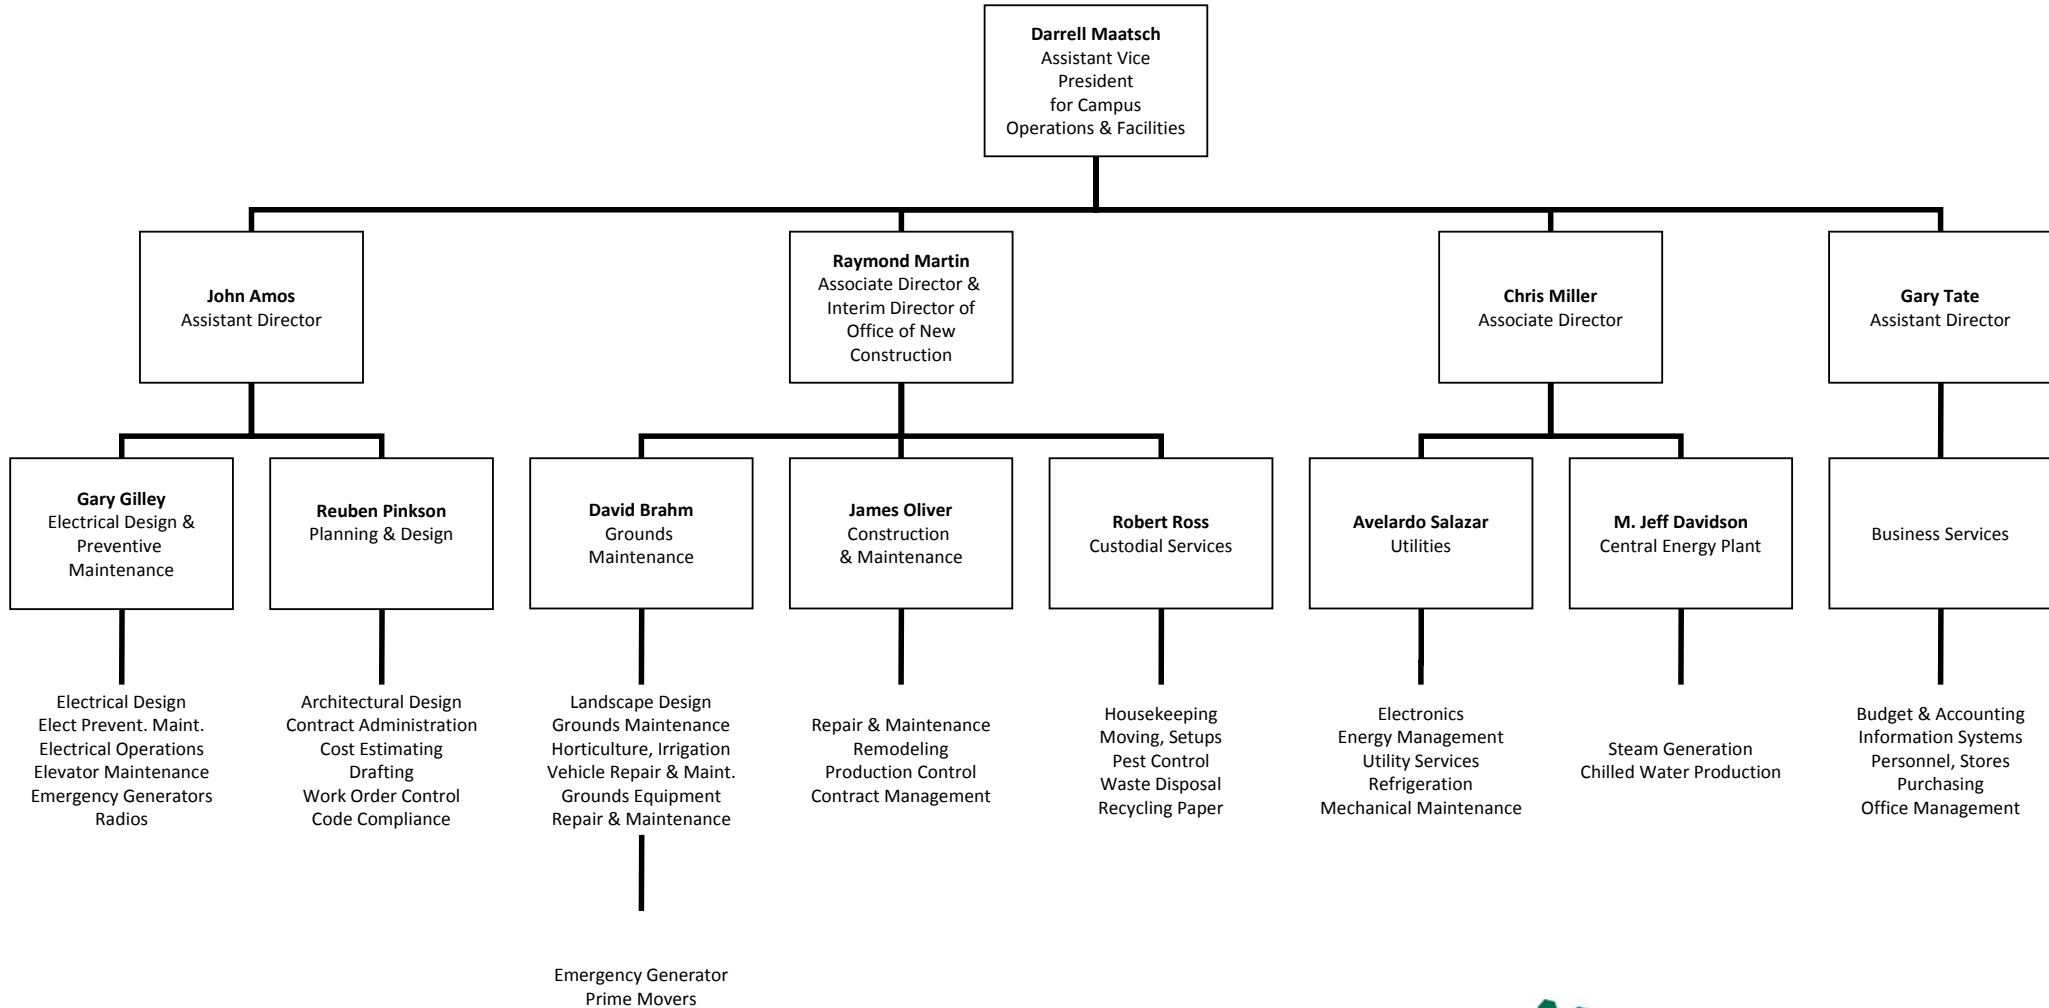 Darrell Maatsch
Assistant Vice
President
for Campus
Operations & Facilities
John Amos
Assistant Director
Raymond Martin
Associate Director &
Interim Director of
Office of New
Construction
Chris Miller
Associate Director
Gary Tate
Assistant Director
Gary Gilley
Electrical Design &
Preventive
Maintenance
Reuben Pinkson
Planning & Design
David Brahm
Grounds
Maintenance
James Oliver
Construction
& Maintenance
Robert Ross
Custodial Services
Avelardo Salazar
Utilities
M. Jeff Davidson
Central Energy Plant
Business Services
Electrical Design
Elect Prevent. Maint.
Electrical Operations
Elevator Maintenance
Emergency Generators
Radios
Architectural Design
Contract Administration
Cost Estimating
Drafting
Work Order Control
Code Compliance
Landscape Design
Grounds Maintenance
Horticulture, Irrigation
Vehicle Repair & Maint.
Grounds Equipment
Repair & Maintenance
Repair & Maintenance
Remodeling
Production Control
Contract Management
Housekeeping
Moving, Setups
Pest Control
Waste Disposal
Recycling Paper
Electronics
Energy Management
Utility Services
Refrigeration
Mechanical Maintenance
Steam Generation
Chilled Water Production
Budget & Accounting
Information Systems
Personnel, Stores
Purchasing
Office Management
Emergency Generator
Prime Movers